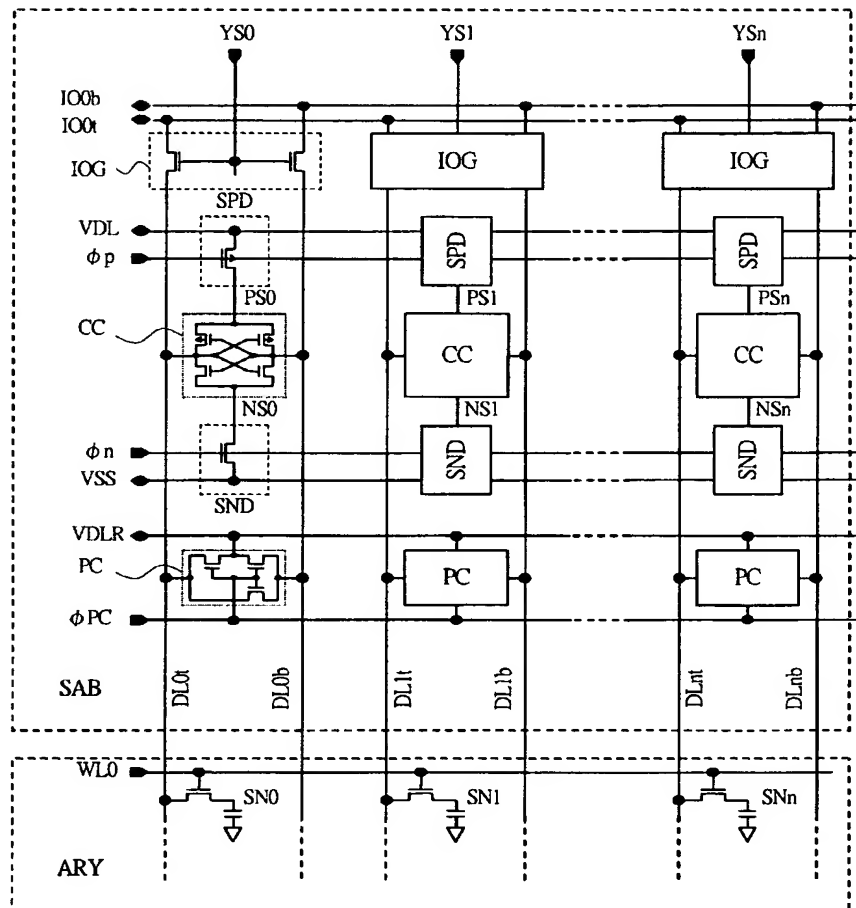 YS0 YS1 YSn
IO0b
IO0t
IOG IOG IOG
SPD
VDL SPD SPD
φp
PS0 PS1 PSn
CC CC CC
NS0 NS1 NSn
φn SND SND
VSS
SND
VDLR
PC PC PC
φPC
SAB DL0t DL0b DL1t DL1b DLnt DLnb
WL0
SN0 SN1 SNn
ARY